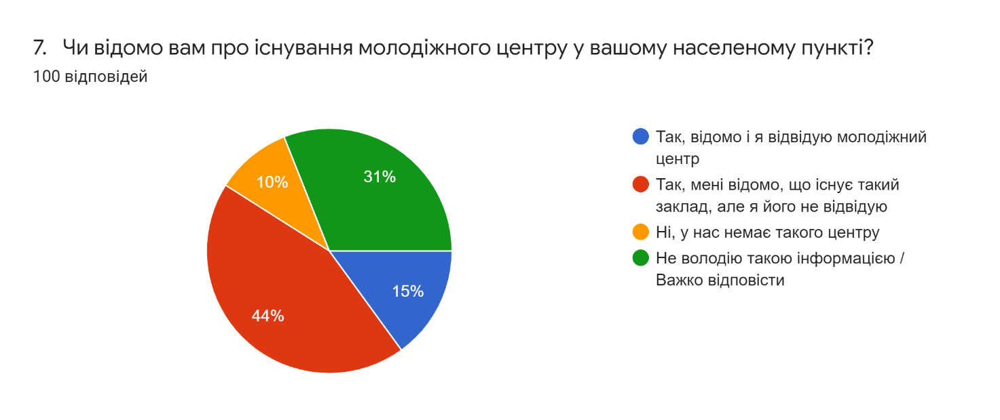 7. Чи відомо вам про існування молодіжного центру у вашому населеному пункті?
100 відповідей
31%
10%
15%
44%
Так, відомо і я відвідую молодіжний
центр
Так, мені відомо, що існує такий
заклад, але я його не відвідую
Ні, у нас немає такого центру
Не володію такою інформацією /
Важко відповісти